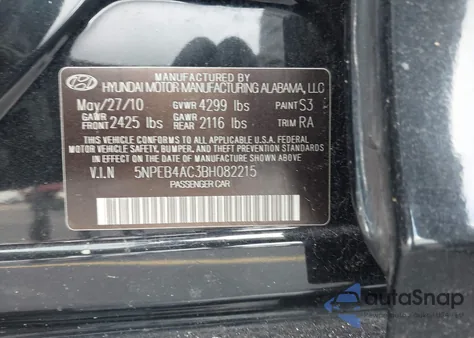 MANUFACTURED BY
HYUNDAI MOTOR MANUFACTURING ALABAMA, LLC
May/27/10 GVWR 4299 lbs PAINT S3
GAWR FRONT 2425 lbs GAWR REAR 2116 lbs TRIM RA
THIS VEHICLE CONFORMS TO ALL APPLICABLE U.S.A. FEDERAL
MOTOR VEHICLE SAFETY, BUMPER, AND THEFT PREVENTION
STANDARDS IN EFFECT ON THE DATE OF MANUFACTURE SHOWN ABOVE.
V.I.N 5NPEB4AC3BH082215
PASSENGER CAR
autoSnap